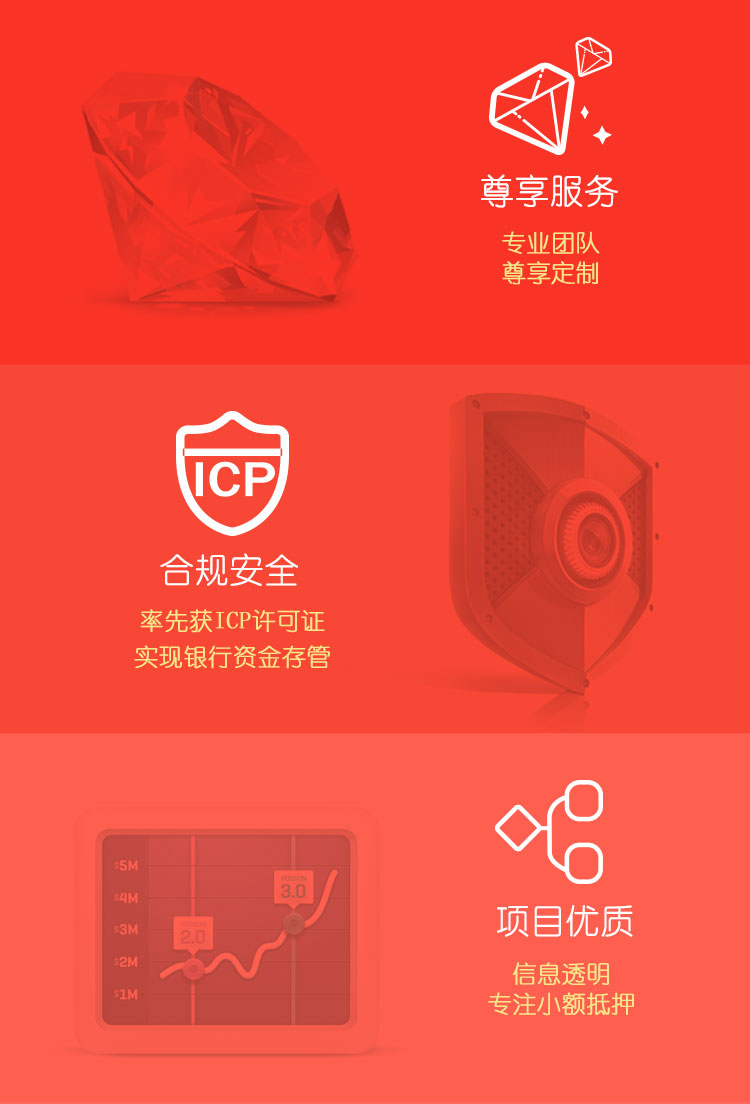 尊享服务
专业团队
尊享定制
ICP
合规安全
率先获ICP许可证
实现银行资金存管
$5M
$4M
$3M
$2M
$1M
VERSION
3.0
VERSION
2.0
项目优质
信息透明
专注小额抵押